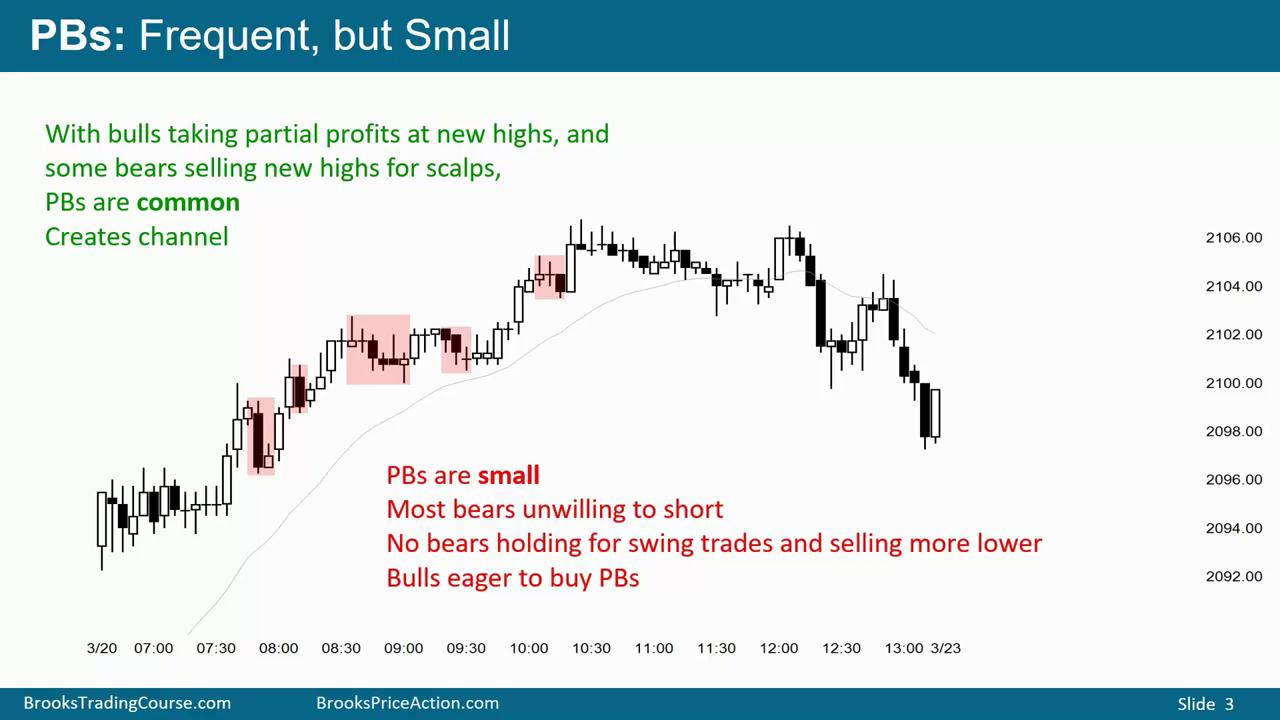 PBs: Frequent, but Small
With bulls taking partial profits at new highs, and
some bears selling new highs for scalps,
PBs are common
Creates channel
2106.00
2104.00
2102.00
2100.00
2098.00
2096.00
2094.00
2092.00
PBs are small
Most bears unwilling to short
No bears holding for swing trades and selling more lower
Bulls eager to buy PBs
3/20 07:00 07:30 08:00 08:30 09:00 09:30 10:00 10:30 11:00 11:30 12:00 12:30 13:00 3/23
BrooksTradingCourse.com BrooksPriceAction.com Slide 3